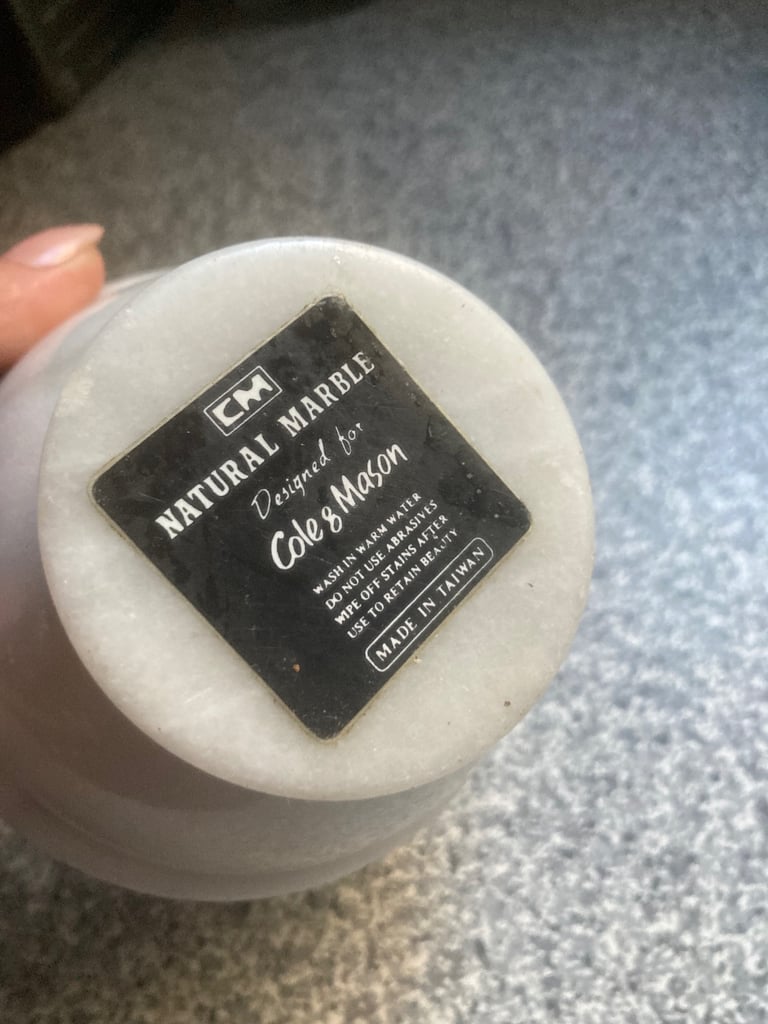 CM
NATURAL MARBLE
Designed for
Cole & Mason
WASH IN WARM WATER
DO NOT USE ABRASIVES
WIPE OFF STAINS AFTER
USE TO RETAIN BEAUTY
MADE IN TAIWAN